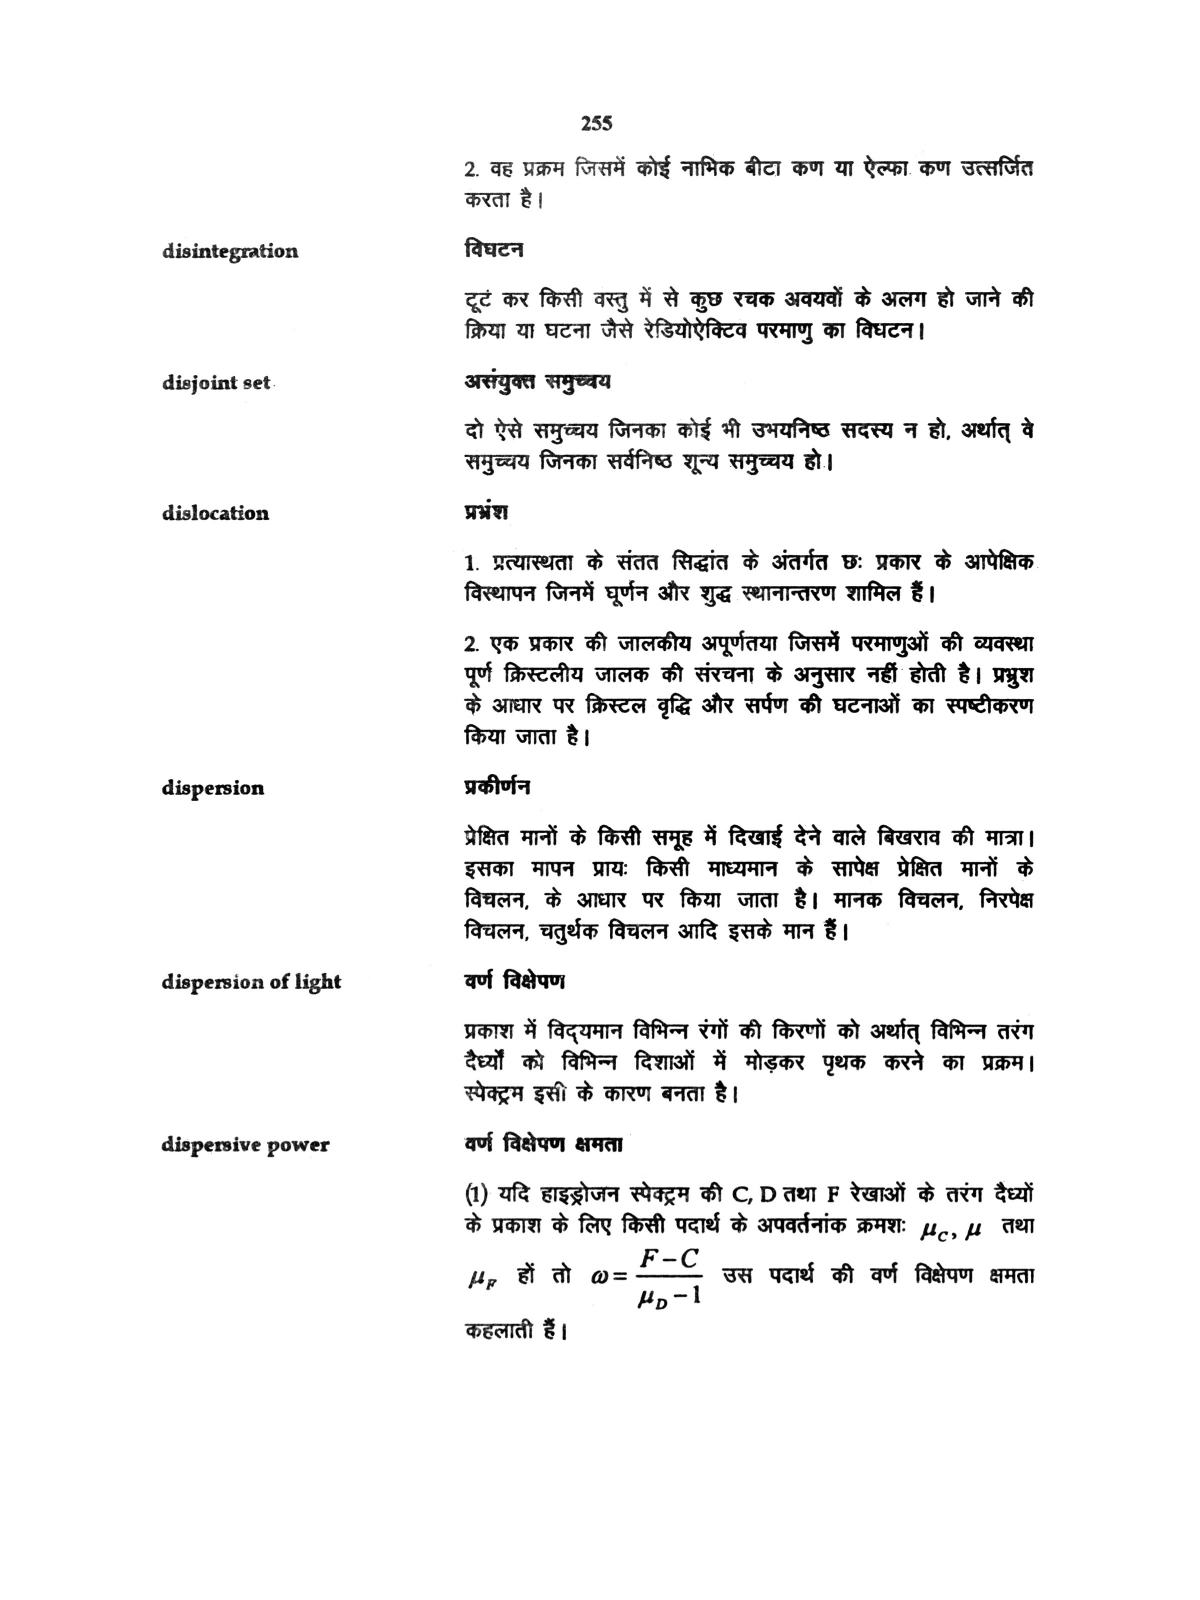 255
2. वह प्रक्रम जिसमें कोई नाभिक बीटा कण या ऐल्फा कण उत्सर्जित
करता है।
disintegration विघटन
टूटं कर किसी वस्तु में से कुछ रचक अवयवों के अलग हो जाने की
क्रिया या घटना जैसे रेडियोऐक्टिव परमाणु का विघटन।
disjoint set असंयुक्त समुच्चय
दो ऐसे समुच्चय जिनका कोई भी उभयनिष्ठ सदस्य न हो, अर्थात् वे
समुच्चय जिनका सर्वनिष्ठ शून्य समुच्चय हो।
dislocation प्रभ्रंश
1. प्रत्यास्थता के संतत सिद्धांत के अंतर्गत छः प्रकार के आपेक्षिक
विस्थापन जिनमें घूर्णन और शुद्ध स्थानान्तरण शामिल हैं।
2. एक प्रकार की जालकीय अपूर्णतया जिसमें परमाणुओं की व्यवस्था
पूर्ण क्रिस्टलीय जालक की संरचना के अनुसार नहीं होती है। प्रभ्रुश
के आधार पर क्रिस्टल वृद्धि और सर्पण की घटनाओं का स्पष्टीकरण
किया जाता है।
dispersion प्रकीर्णन
प्रेक्षित मानों के किसी समूह में दिखाई देने वाले बिखराव की मात्रा।
इसका मापन प्रायः किसी माध्यमान के सापेक्ष प्रेक्षित मानों के
विचलन, के आधार पर किया जाता है। मानक विचलन, निरपेक्ष
विचलन, चतुर्थक विचलन आदि इसके मान हैं।
dispersion of light वर्ण विक्षेपण
प्रकाश में विद्यमान विभिन्न रंगों की किरणों को अर्थात् विभिन्न तरंग
दैर्ध्यों को विभिन्न दिशाओं में मोड़कर पृथक करने का प्रक्रम।
स्पेक्ट्रम इसी के कारण बनता है।
dispersive power वर्ण विक्षेपण क्षमता
(1) यदि हाइड्रोजन स्पेक्ट्रम की C, D तथा F रेखाओं के तरंग दैर्ध्यों
के प्रकाश के लिए किसी पदार्थ के अपवर्तनांक क्रमशः μ_C, μ तथा
μ_F हों तो ω = (F−C)/(μ_D−1) उस पदार्थ की वर्ण विक्षेपण क्षमता
कहलाती हैं।